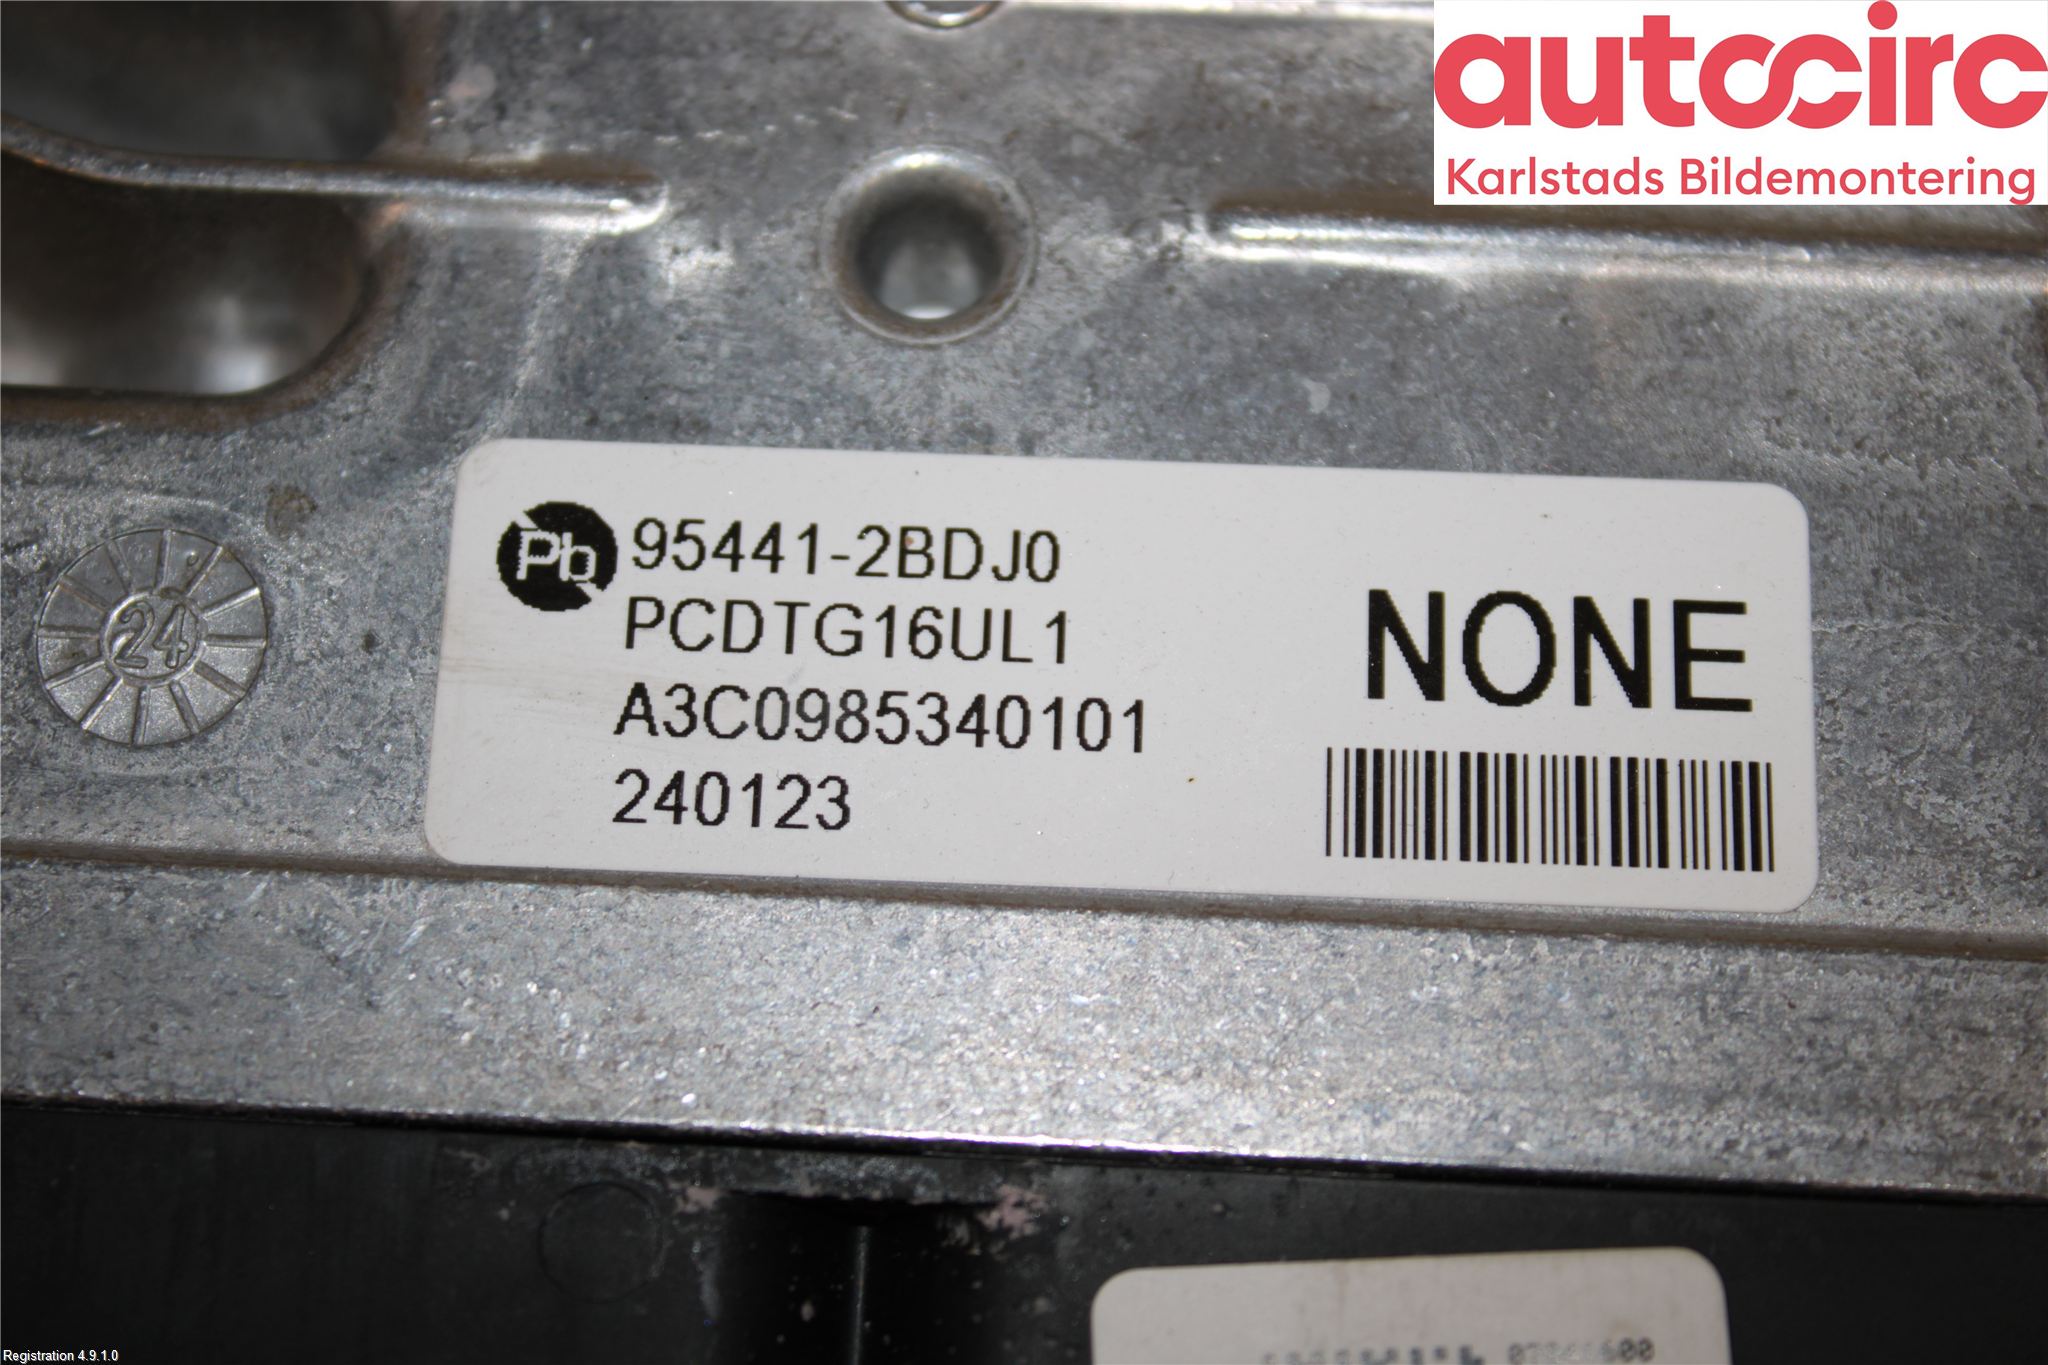 autocirc
Karlstads Bildemontering
Pb 95441-2BDJ0
PCDTG16UL1
A3C0985340101
240123
NONE
24
Registration 4.9.1.0